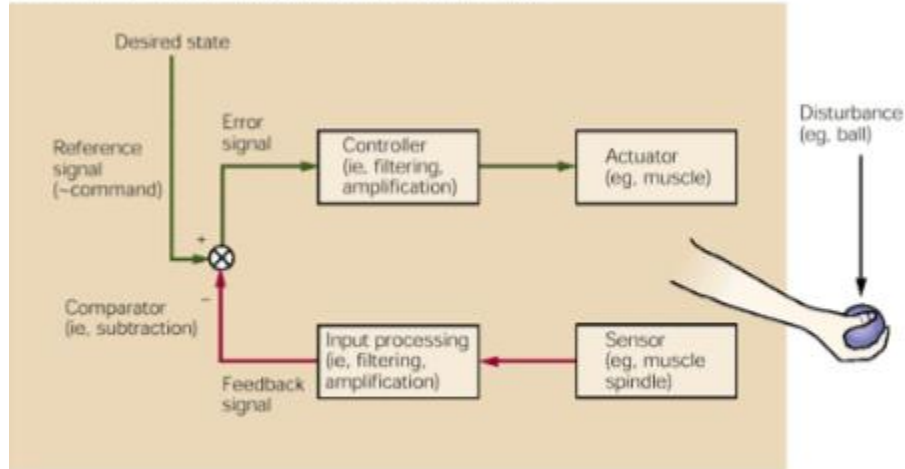 Desired state
Error
signal
Reference
signal
(~command)
Controller
(ie, filtering,
amplification)
Actuator
(eg, muscle)
Disturbance
(eg, ball)
+
−
Comparator
(ie, subtraction)
Input processing
(ie, filtering,
amplification)
Sensor
(eg, muscle
spindle)
Feedback
signal